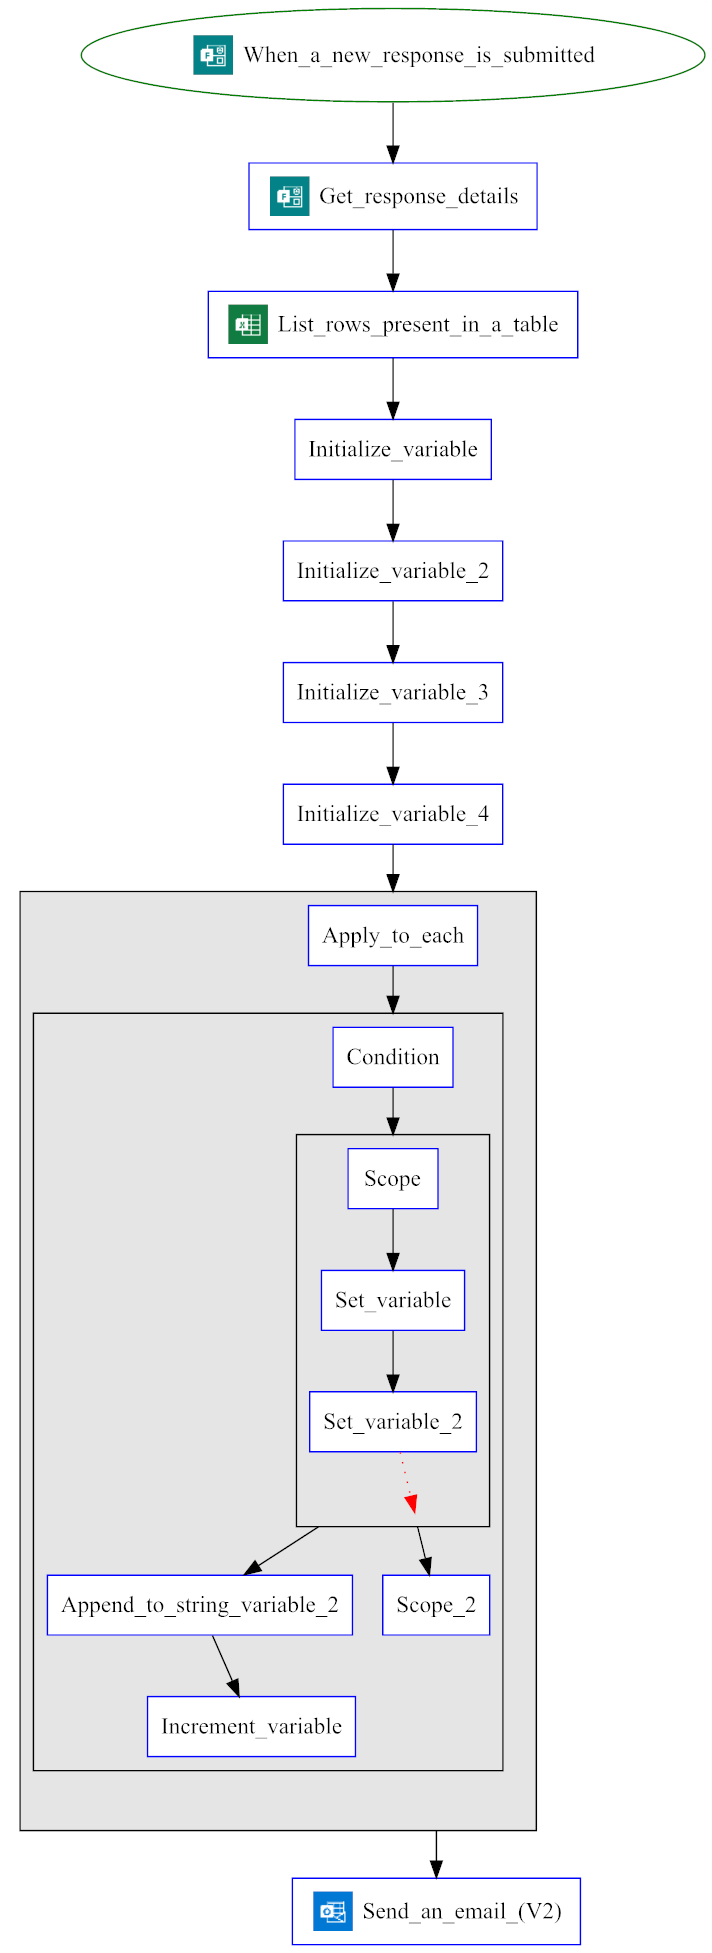 When_a_new_response_is_submitted
Get_response_details
List_rows_present_in_a_table
Initialize_variable
Initialize_variable_2
Initialize_variable_3
Initialize_variable_4
Apply_to_each
Condition
Scope
Set_variable
Set_variable_2
Append_to_string_variable_2
Scope_2
Increment_variable
Send_an_email_(V2)